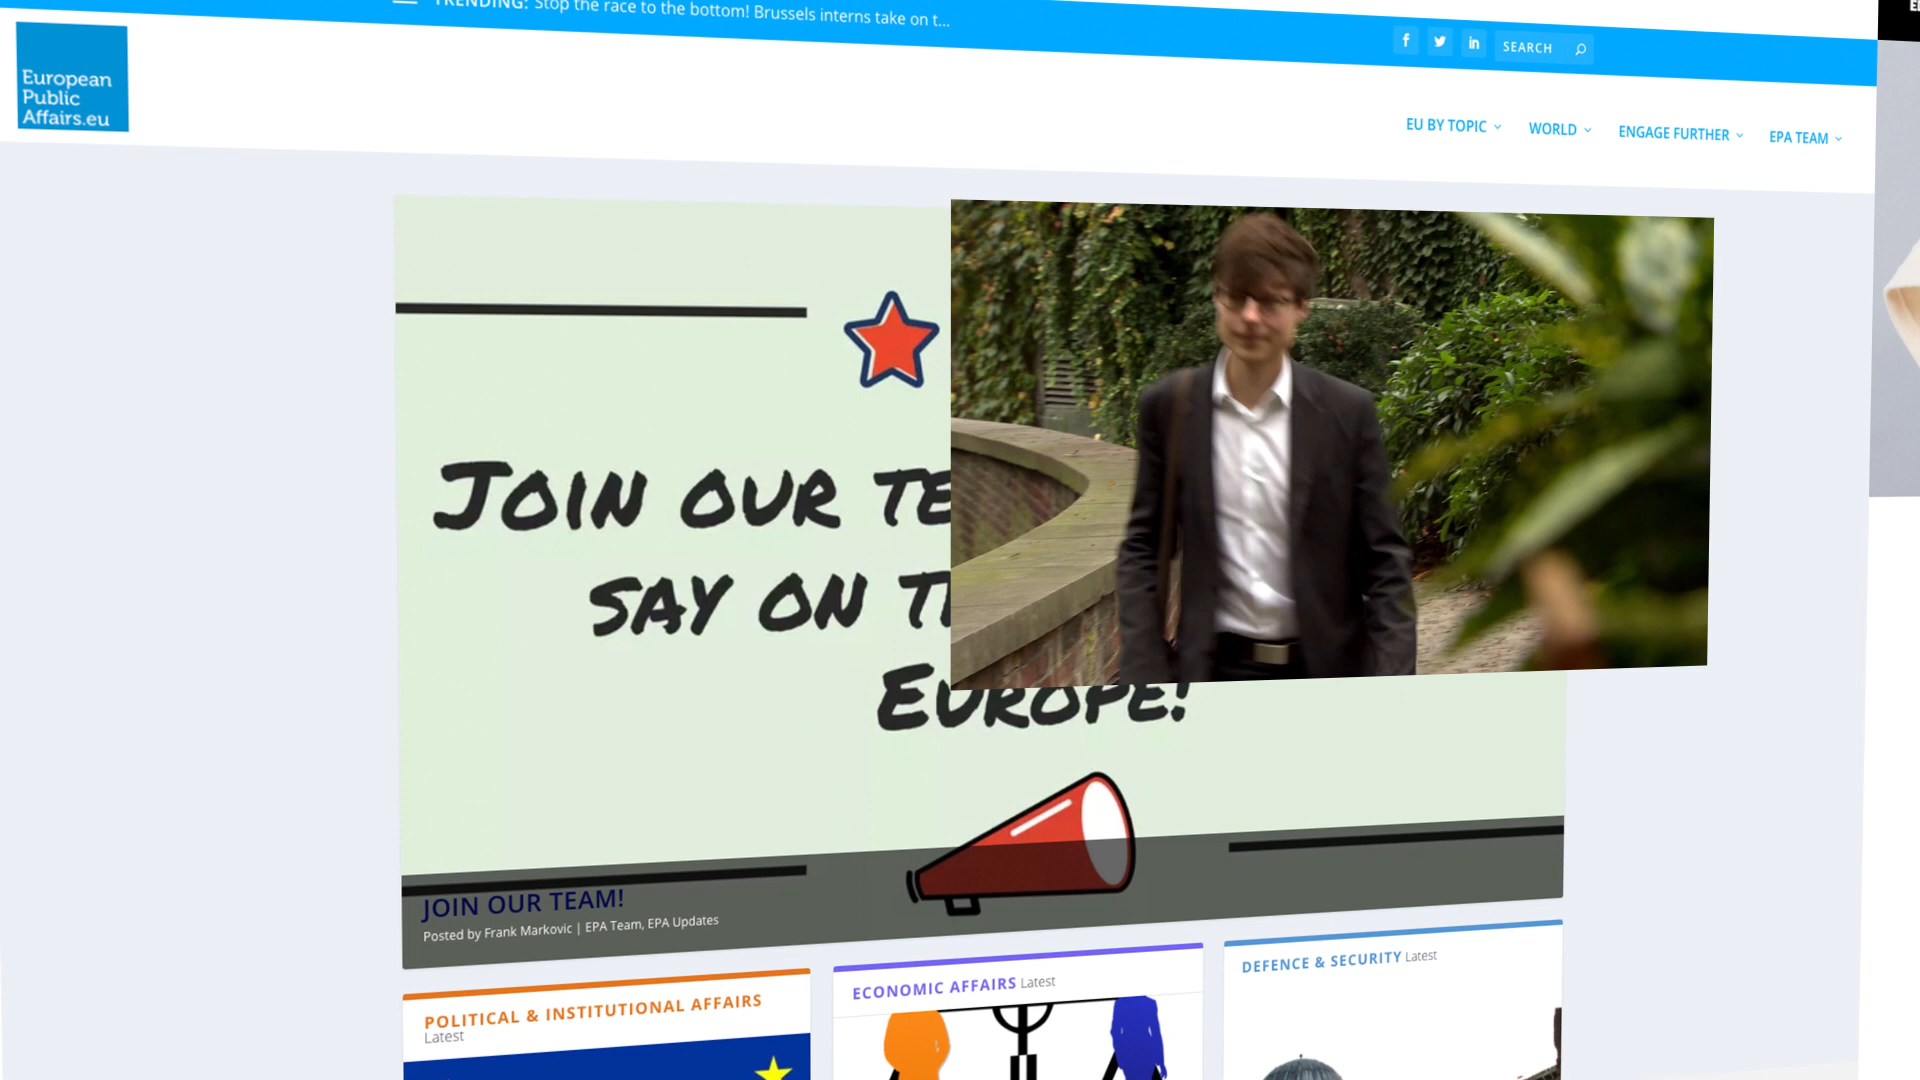 TRENDING: Stop the race to the bottom! Brussels interns take on t...
SEARCH
European
Public
Affairs.eu
EU BY TOPIC
WORLD
ENGAGE FURTHER
EPA TEAM
JOIN OUR
SAY ON
EUROPE!
JOIN OUR TEAM!
Posted by Frank Markovic | EPA Team, EPA Updates
POLITICAL & INSTITUTIONAL AFFAIRS
Latest
ECONOMIC AFFAIRS Latest
DEFENCE & SECURITY Latest